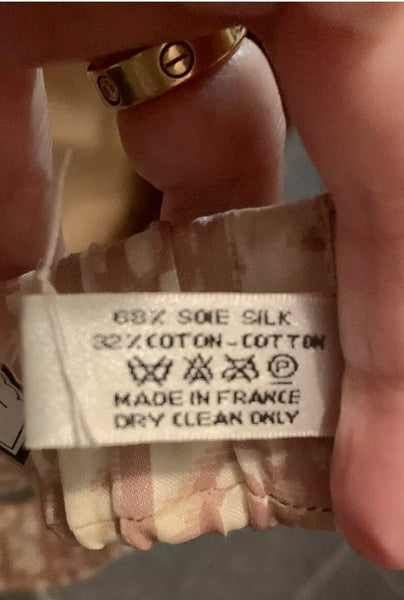 68% SOIE SILK
32% COTON-COTTON
P
MADE IN FRANCE
DRY CLEAN ONLY